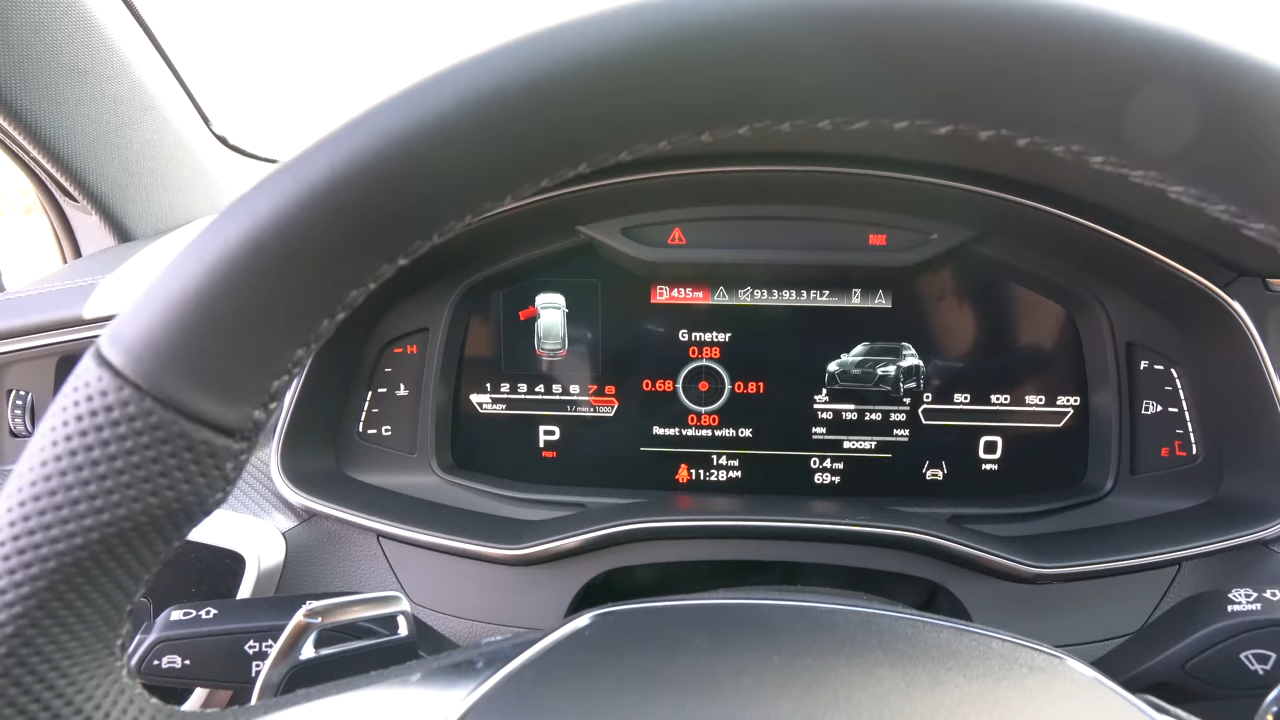 PARK
435mi 93.3:93.3 FLZ...
G meter
0.88
0.68 0.81
0.80
Reset values with OK
H
C
1 2 3 4 5 6 7 8
READY 1 / min x 1000
P
RS1
°F
140 190 240 300
MIN MAX
BOOST
0 50 100 150 200
0
MPH
F
E
14mi 0.4mi
11:28AM 69°F
FRONT